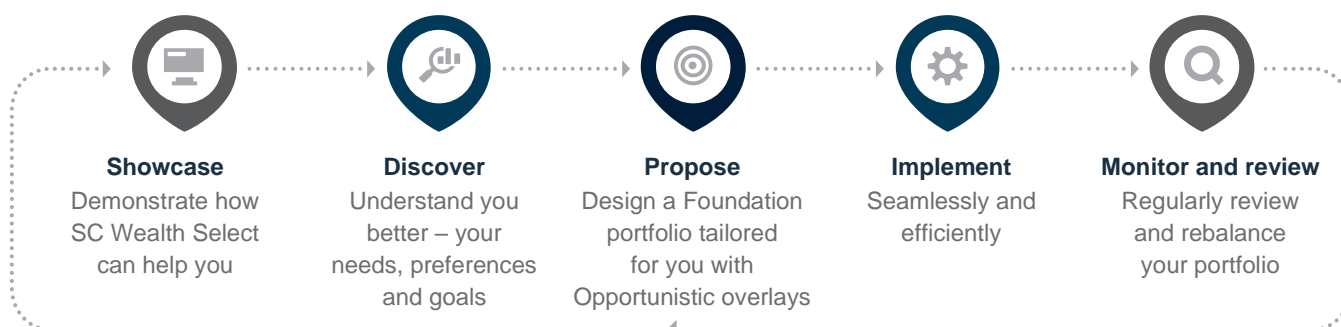 Showcase
Demonstrate how
SC Wealth Select
can help you
Discover
Understand you
better – your
needs, preferences
and goals
Propose
Design a Foundation
portfolio tailored
for you with
Opportunistic overlays
Implement
Seamlessly and
efficiently
Monitor and review
Regularly review
and rebalance
your portfolio